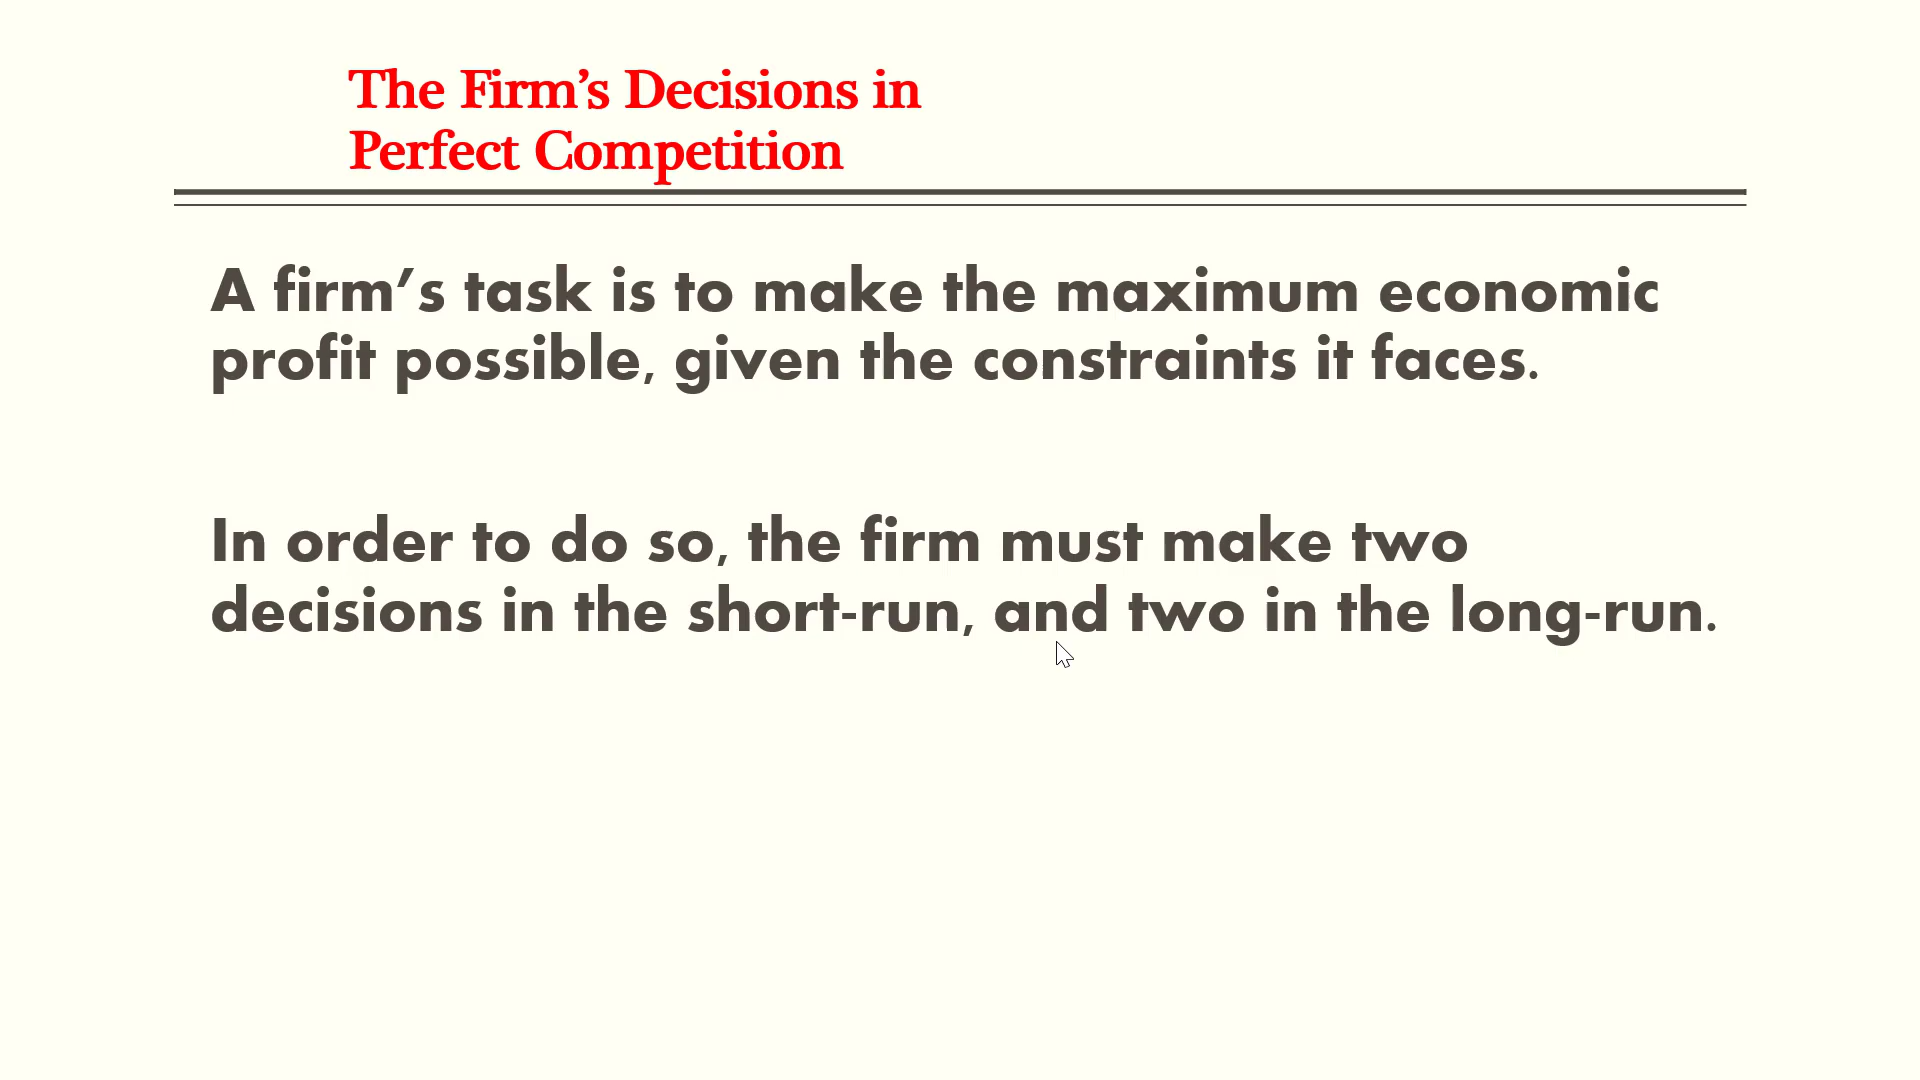 The Firm’s Decisions in
Perfect Competition
A firm’s task is to make the maximum economic
profit possible, given the constraints it faces.
In order to do so, the firm must make two
decisions in the short-run, and two in the long-run.